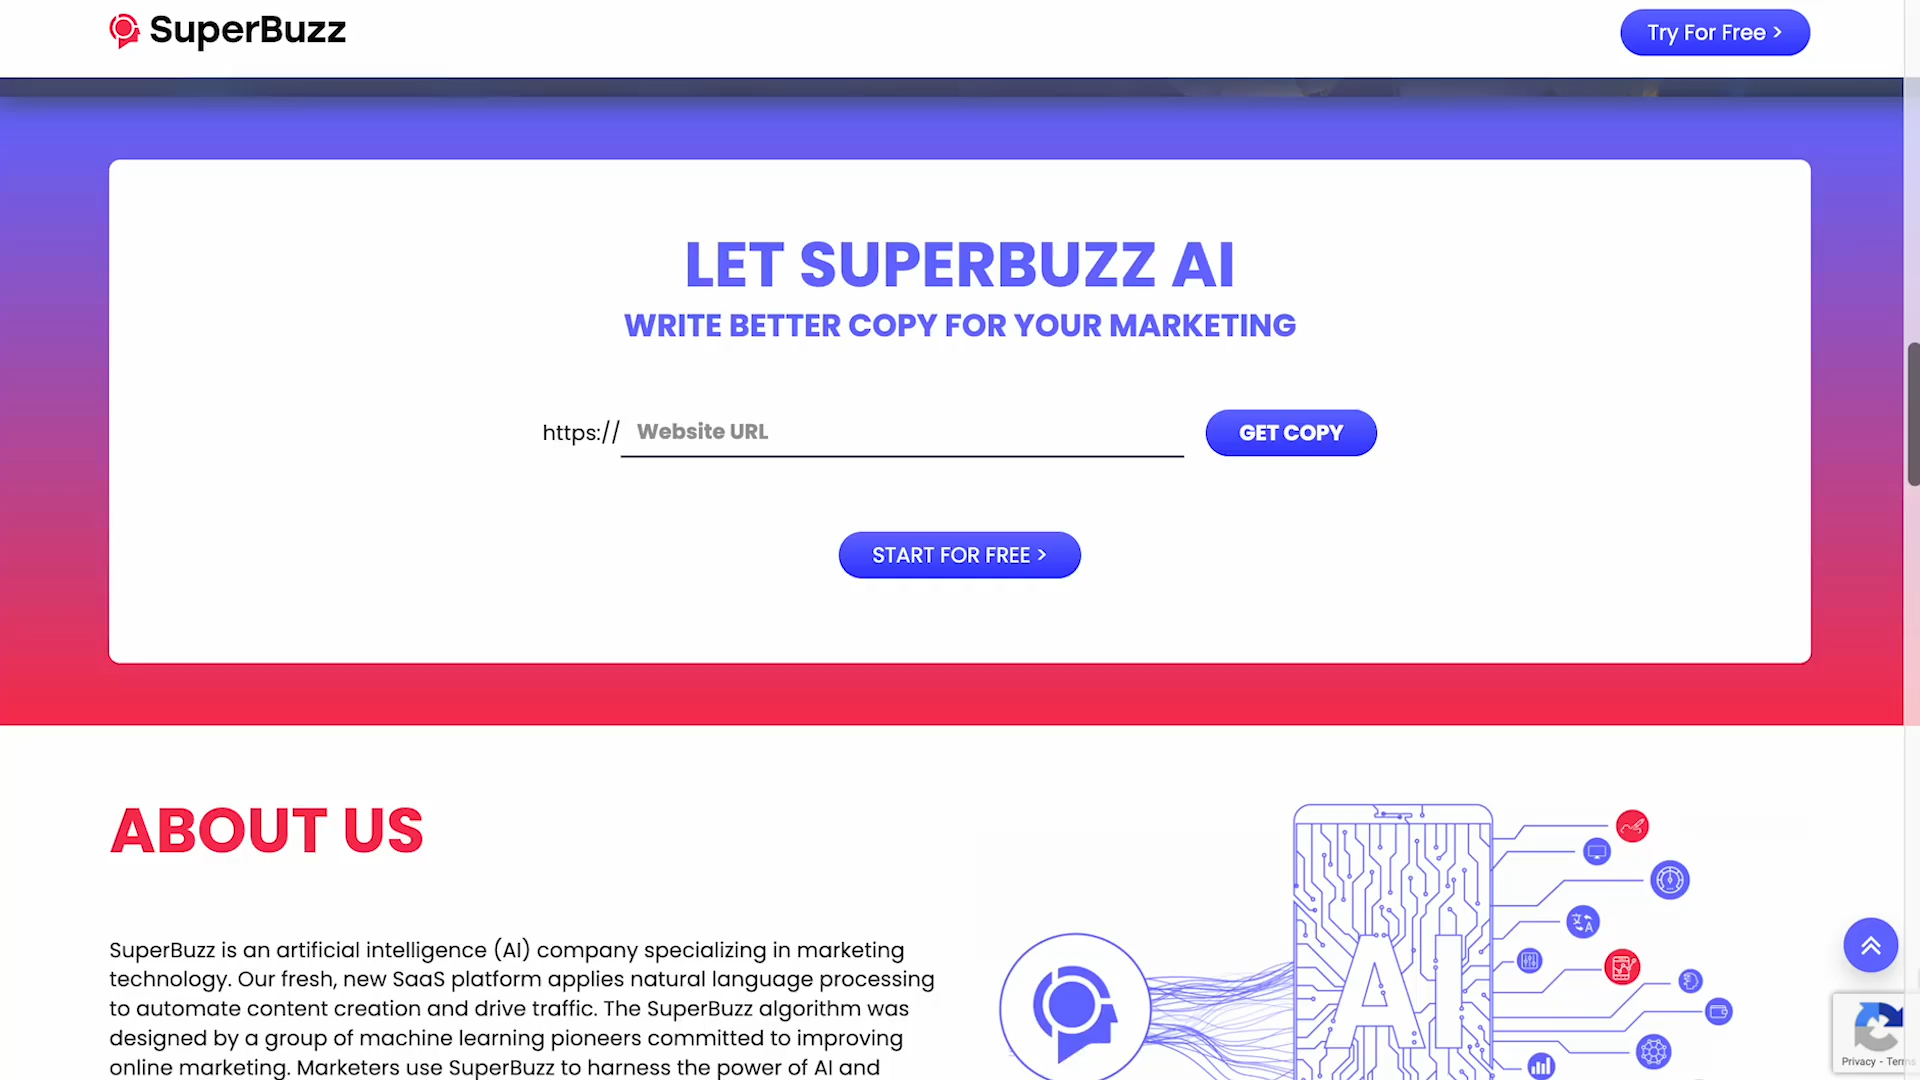 SuperBuzz
Try For Free >
LET SUPERBUZZ AI
WRITE BETTER COPY FOR YOUR MARKETING
https:// Website URL
GET COPY
START FOR FREE >
ABOUT US
SuperBuzz is an artificial intelligence (AI) company specializing in marketing
technology. Our fresh, new SaaS platform applies natural language processing
to automate content creation and drive traffic. The SuperBuzz algorithm was
designed by a group of machine learning pioneers committed to improving
online marketing. Marketers use SuperBuzz to harness the power of AI and
AI
Privacy - Terms